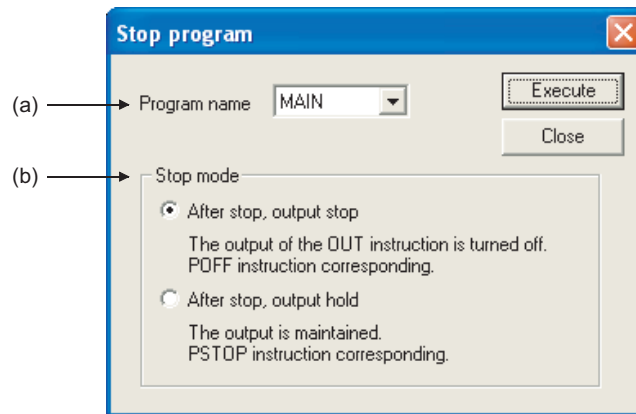 Stop program
(a)
Program name
MAIN
Execute
Close
(b)
Stop mode
After stop, output stop
The output of the OUT instruction is turned off.
POFF instruction corresponding.
After stop, output hold
The output is maintained.
PSTOP instruction corresponding.